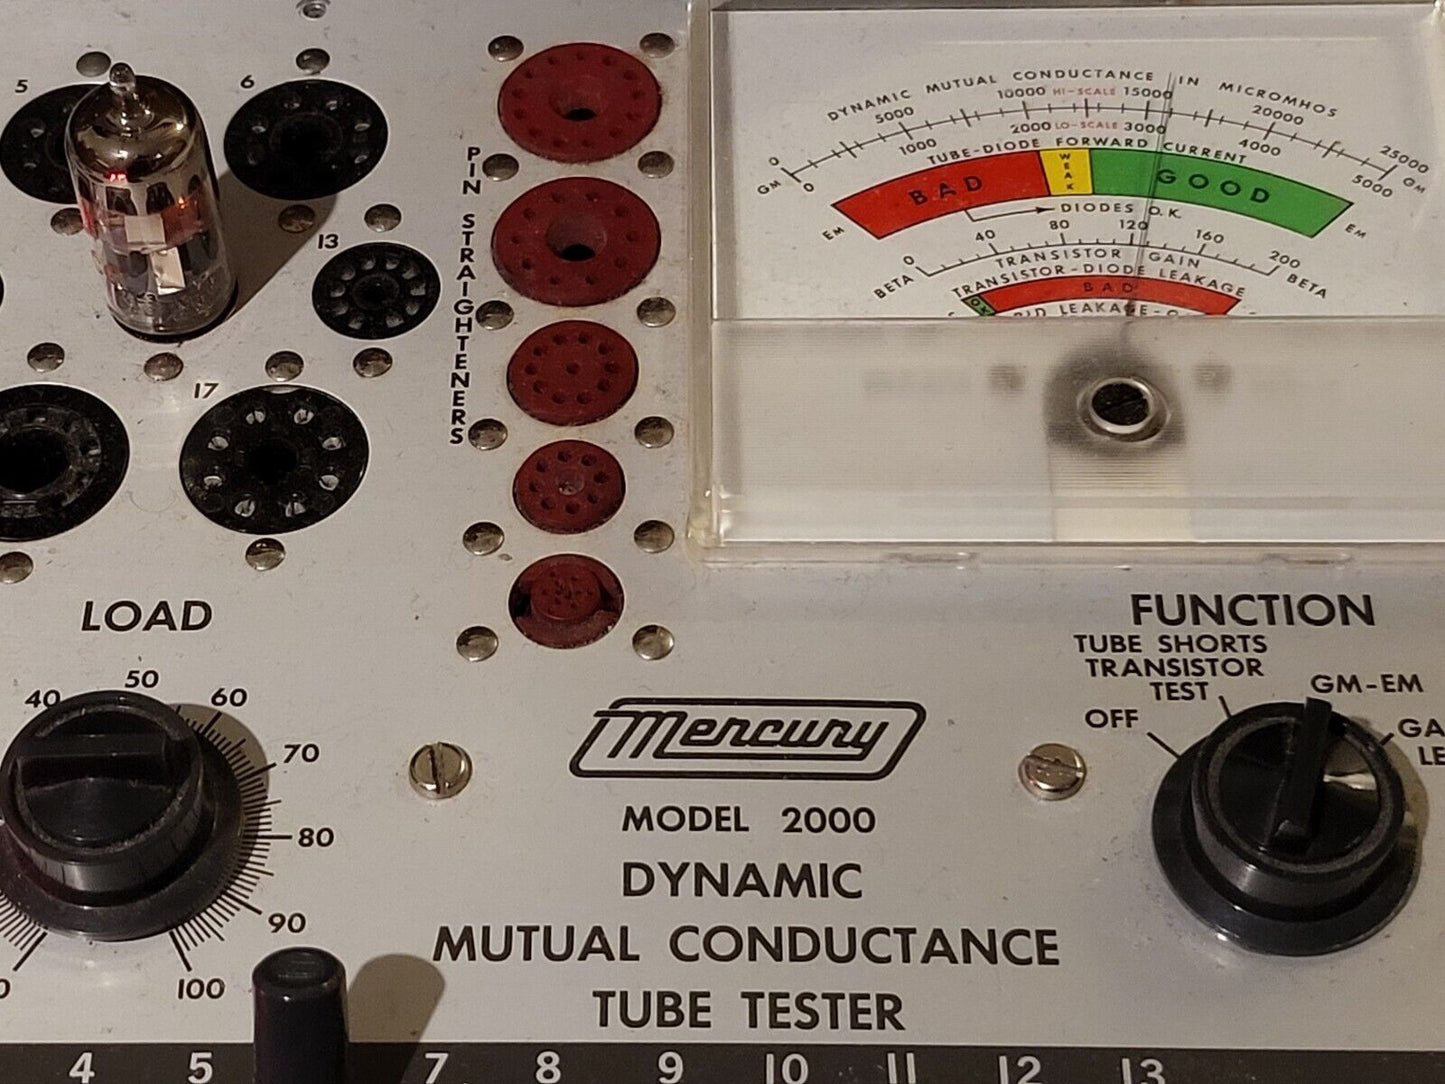 5
6
13
17
PIN STRAIGHTENERS
DYNAMIC MUTUAL CONDUCTANCE IN MICROMHOS
0 5000 10000 HI-SCALE 15000 20000 25000
GM 0 1000 2000 LO-SCALE 3000 4000 5000 GM
TUBE-DIODE FORWARD CURRENT
BAD WEAK GOOD
EM DIODES O.K. EM
0 40 80 120 160 200
BETA TRANSISTOR GAIN BETA
TRANSISTOR-DIODE LEAKAGE
BAD
LEAKAGE
LOAD
40 50 60 70 80 90 100
FUNCTION
OFF
TUBE SHORTS
TRANSISTOR
TEST
GM-EM
GA
LE
Mercury
MODEL 2000
DYNAMIC
MUTUAL CONDUCTANCE
TUBE TESTER
4 5 7 8 9 10 11 12 13